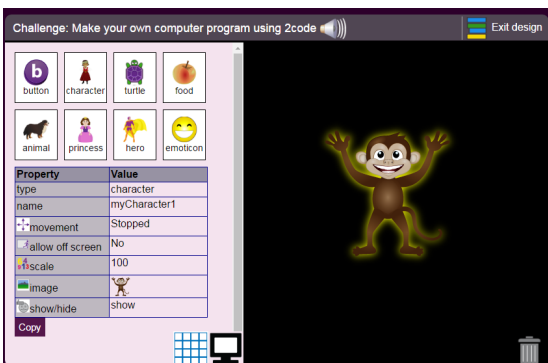 Challenge: Make your own computer program using 2code
Exit design
b
button
character
turtle
food
animal
princess
hero
emoticon
Property Value
type character
name myCharacter1
movement Stopped
allow off screen No
scale 100
image
show/hide show
Copy